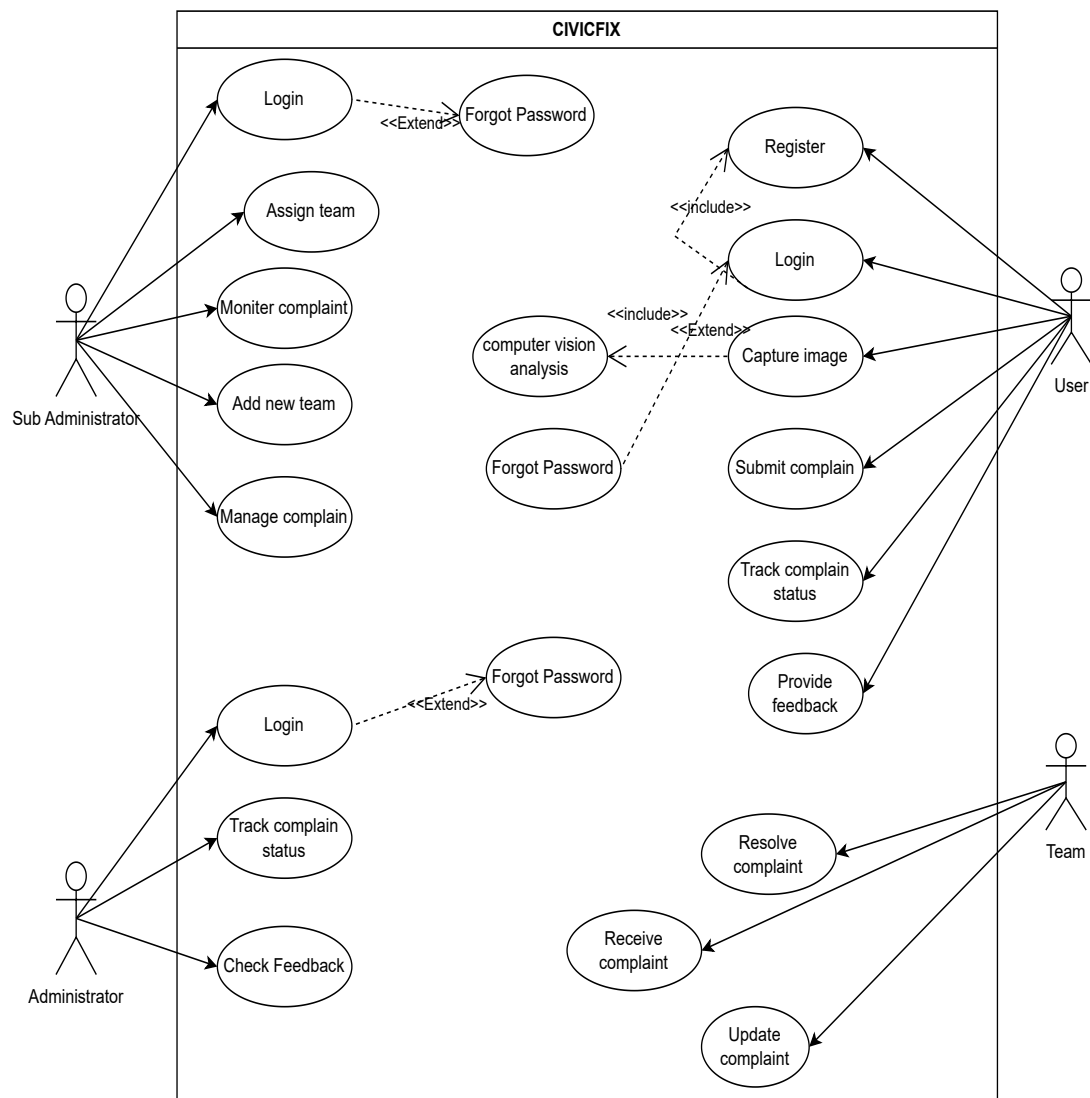 CIVICFIX
Login
<<Extend>>
Forgot Password
Assign team
Moniter complaint
Add new team
Manage complain
Sub Administrator
Register
<<include>>
Login
<<include>>
<<Extend>>
computer vision
analysis
Capture image
Forgot Password
Submit complain
Track complain
status
Provide
feedback
User
Login
<<Extend>>
Forgot Password
Track complain
status
Check Feedback
Administrator
Resolve
complaint
Receive
complaint
Update
complaint
Team